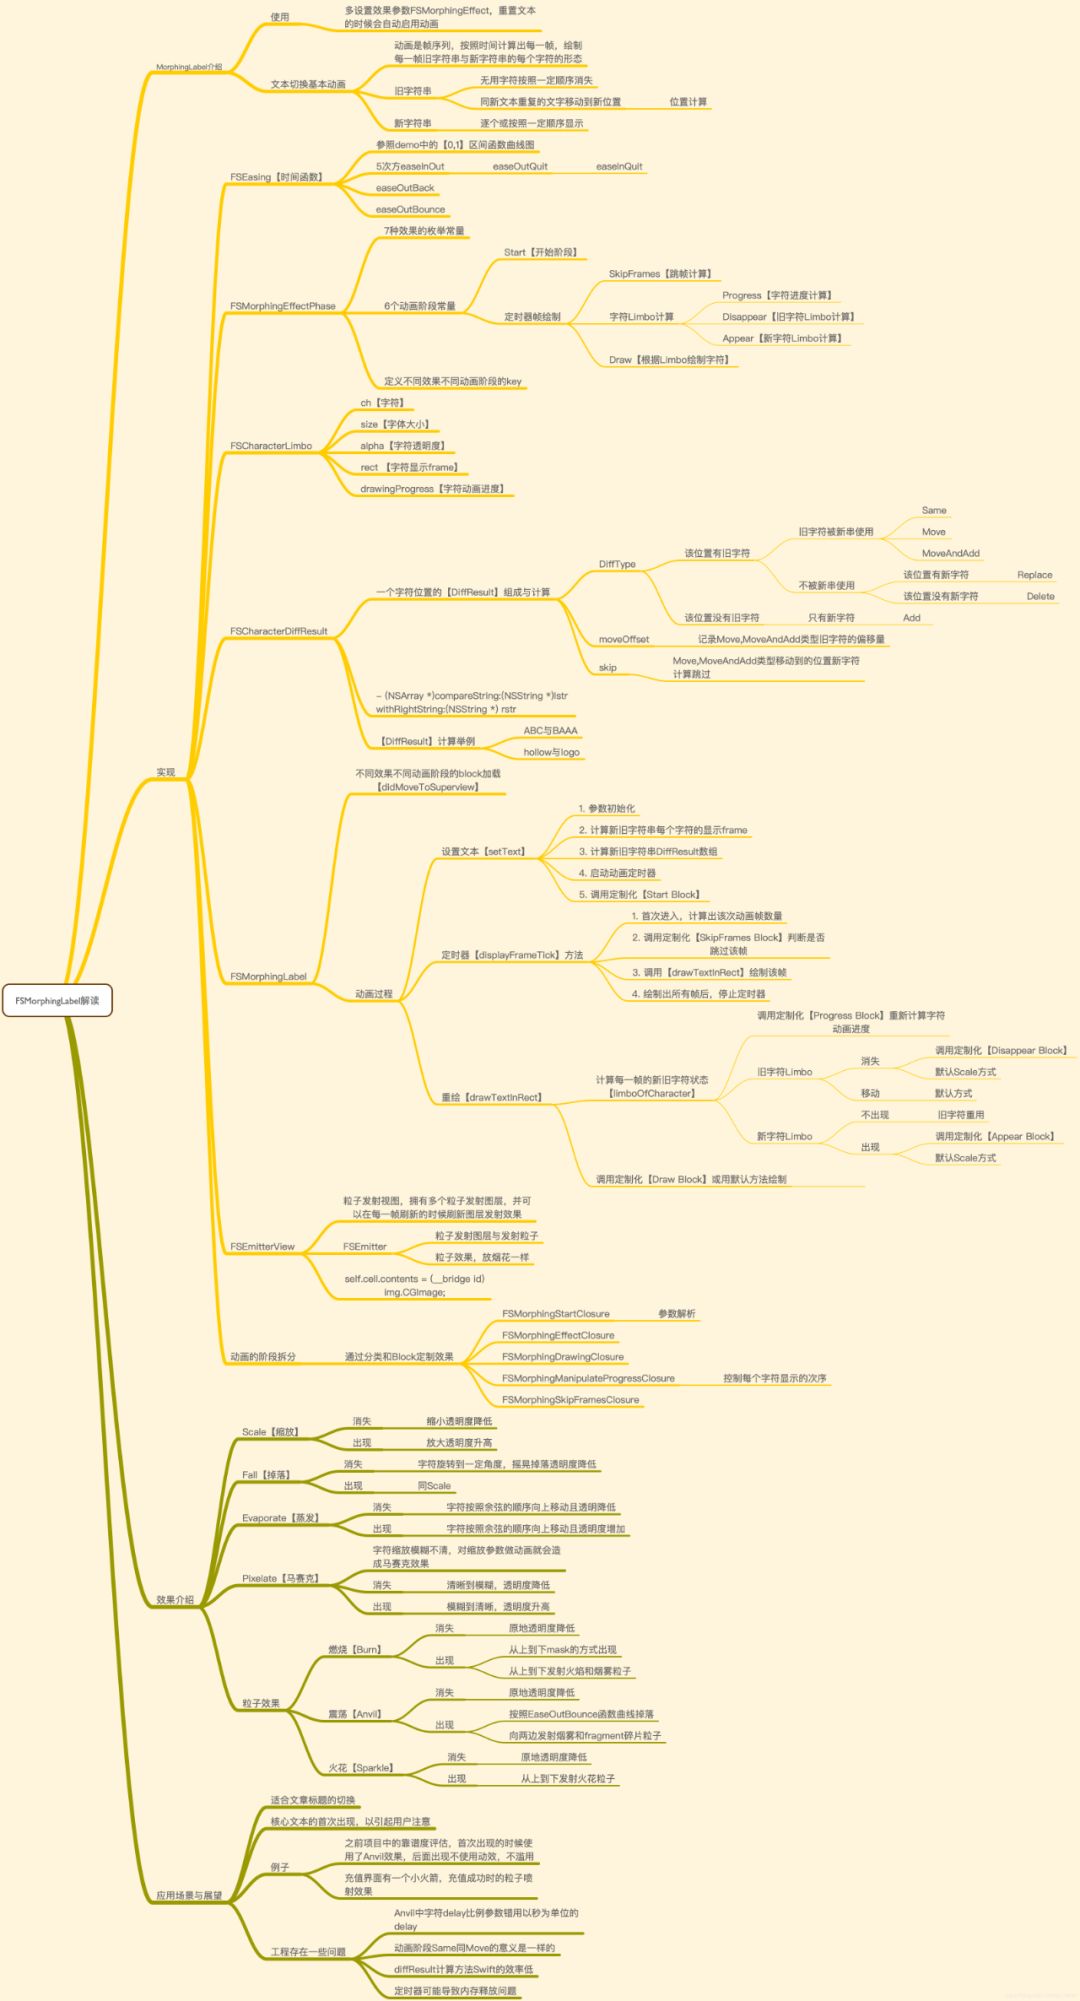 FSMorphingLabel解读
MorphingLabel介绍
使用
多设置效果参数FSMorphingEffect，重置文本
的时候会自动启用动画
文本切换基本动画
动画是帧序列，按照时间计算出每一帧，绘制
每一帧旧字符串与新字符串的每个字符的形态
旧字符串
无用字符按照一定顺序消失
同新文本重复的文字移动到新位置
位置计算
新字符串
逐个或按照一定顺序显示
实现
FSEasing【时间函数】
参照demo中的【0,1】区间函数曲线图
5次方easeInOut
easeOutQuit
easeInQuit
easeOutBack
easeOutBounce
FSMorphingEffectPhase
7种效果的枚举常量
6个动画阶段常量
Start【开始阶段】
定时器帧绘制
SkipFrames【跳帧计算】
字符Limbo计算
Progress【字符进度计算】
Disappear【旧字符Limbo计算】
Appear【新字符Limbo计算】
Draw【根据Limbo绘制字符】
定义不同效果不同动画阶段的key
FSCharacterLimbo
ch【字符】
size【字体大小】
alpha【字符透明度】
rect 【字符显示frame】
drawingProgress【字符动画进度】
FSCharacterDiffResult
一个字符位置的【DiffResult】组成与计算
DiffType
该位置有旧字符
旧字符被新串使用
Same
Move
MoveAndAdd
不被新串使用
该位置有新字符
Replace
该位置没有新字符
Delete
该位置没有旧字符
只有新字符
Add
moveOffset
记录Move,MoveAndAdd类型旧字符的偏移量
skip
Move,MoveAndAdd类型移动到的位置新字符
计算跳过
- (NSArray *)compareString:(NSString *)lstr
withRightString:(NSString *) rstr
【DiffResult】计算举例
ABC与BAAA
hollow与logo
FSMorphingLabel
不同效果不同动画阶段的block加载
【didMoveToSuperview】
动画过程
设置文本【setText】
1. 参数初始化
2. 计算新旧字符串每个字符的显示frame
3. 计算新旧字符串DiffResult数组
4. 启动动画定时器
5. 调用定制化【Start Block】
定时器【displayFrameTick】方法
1. 首次进入，计算出该次动画帧数量
2. 调用定制化【SkipFrames Block】判断是否
跳过该帧
3. 调用【drawTextInRect】绘制该帧
4. 绘制出所有帧后，停止定时器
重绘【drawTextInRect】
计算每一帧的新旧字符状态
【limboOfCharacter】
调用定制化【Progress Block】重新计算字符
动画进度
旧字符Limbo
消失
调用定制化【Disappear Block】
默认Scale方式
移动
默认方式
新字符Limbo
不出现
旧字符重用
出现
调用定制化【Appear Block】
默认Scale方式
调用定制化【Draw Block】或用默认方法绘制
FSEmitterView
粒子发射视图，拥有多个粒子发射图层，并可
以在每一帧刷新的时候刷新图层发射效果
FSEmitter
粒子发射图层与发射粒子
粒子效果，放烟花一样
self.cell.contents = (__bridge id)
img.CGImage;
动画的阶段拆分
通过分类和Block定制效果
FSMorphingStartClosure
参数解析
FSMorphingEffectClosure
FSMorphingDrawingClosure
FSMorphingManipulateProgressClosure
控制每个字符显示的次序
FSMorphingSkipFramesClosure
效果介绍
Scale【缩放】
消失
缩小透明度降低
出现
放大透明度升高
Fall【掉落】
消失
字符旋转到一定角度，摇晃掉落透明度降低
出现
同Scale
Evaporate【蒸发】
消失
字符按照余弦的顺序向上移动且透明降低
出现
字符按照余弦的顺序向上移动且透明度增加
Pixelate【马赛克】
字符缩放模糊不清，对缩放参数做动画就会造
成马赛克效果
消失
清晰到模糊，透明度降低
出现
模糊到清晰，透明度升高
粒子效果
燃烧【Burn】
消失
原地透明度降低
出现
从上到下mask的方式出现
从上到下发射火焰和烟雾粒子
震荡【Anvil】
消失
原地透明度降低
出现
按照EaseOutBounce函数曲线掉落
向两边发射烟雾和fragment碎片粒子
火花【Sparkle】
消失
原地透明度降低
出现
从上到下发射火花粒子
应用场景与展望
适合文章标题的切换
核心文本的首次出现，以引起用户注意
例子
之前项目中的靠谱度评估，首次出现的时候使
用了Anvil效果，后面出现不使用动效，不滥用
充值界面有一个小火箭，充值成功时的粒子喷
射效果
工程存在一些问题
Anvil中字符delay比例参数错用以秒为单位的
delay
动画阶段Same同Move的意义是一样的
diffResult计算方法Swift的效率低
定时器可能导致内存释放问题